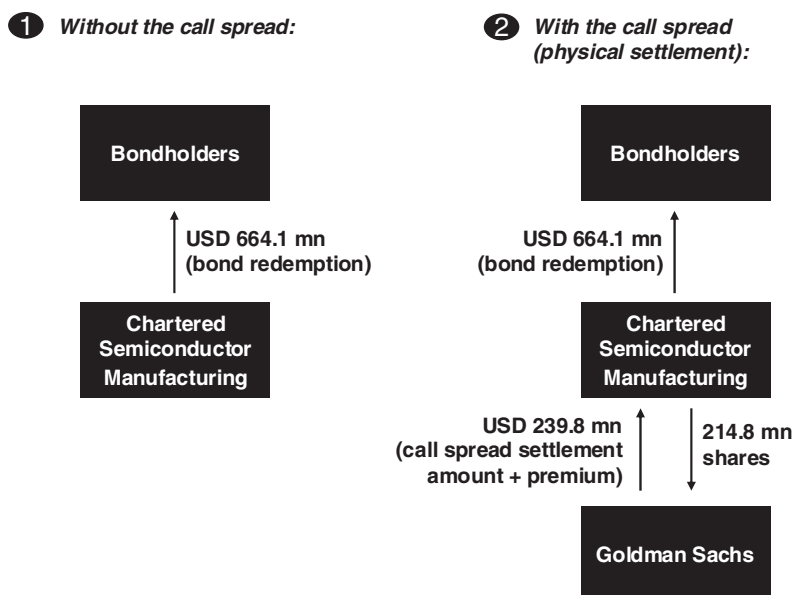 1 Without the call spread:
Bondholders
USD 664.1 mn
(bond redemption)
Chartered
Semiconductor
Manufacturing
2 With the call spread
(physical settlement):
Bondholders
USD 664.1 mn
(bond redemption)
Chartered
Semiconductor
Manufacturing
USD 239.8 mn
(call spread settlement
amount + premium)
214.8 mn
shares
Goldman Sachs